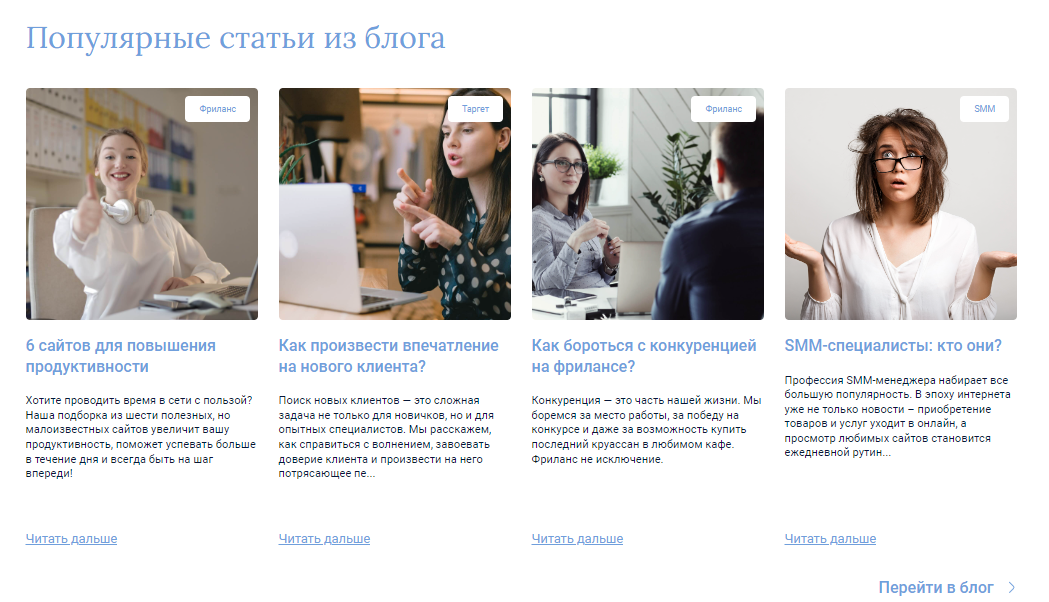 Популярные статьи из блога
Фриланс
Таргет
Фриланс
SMM
6 сайтов для повышения
продуктивности
Хотите проводить время в сети с пользой?
Наша подборка из шести полезных, но
малоизвестных сайтов увеличит вашу
продуктивность, поможет успевать больше
в течение дня и всегда быть на шаг
впереди!
Читать дальше
Как произвести впечатление
на нового клиента?
Поиск новых клиентов — это сложная
задача не только для новичков, но и для
опытных специалистов. Мы расскажем,
как справиться с волнением, завоевать
доверие клиента и произвести на него
потрясающее пе...
Читать дальше
Как бороться с конкуренцией
на фрилансе?
Конкуренция — это часть нашей жизни. Мы
боремся за место работы, за победу на
конкурсе и даже за возможность купить
последний круассан в любимом кафе.
Фриланс не исключение.
Читать дальше
SMM-специалисты: кто они?
Профессия SMM-менеджера набирает все
большую популярность. В эпоху интернета
уже не только новости – приобретение
товаров и услуг уходит в онлайн, а
просмотр любимых сайтов становится
ежедневной рутин...
Читать дальше
Перейти в блог